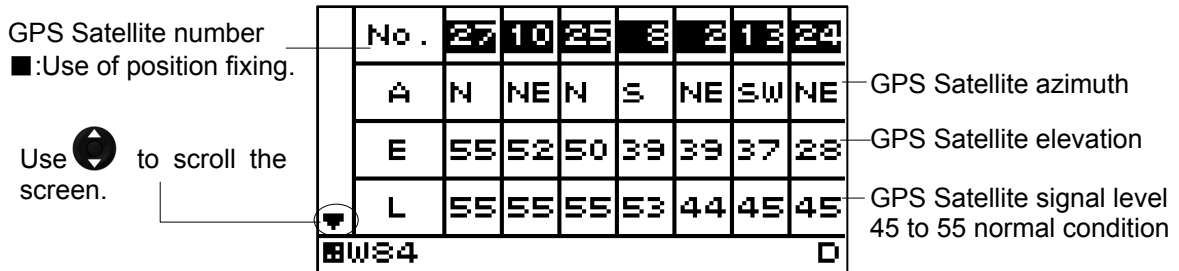 GPS Satellite number
■:Use of position fixing.
Use to scroll the
screen.
No. 27 10 25 8 2 13 24
A N NE N S NE SW NE
E 55 52 50 39 39 37 28
L 55 55 55 53 44 45 45
W84 D
GPS Satellite azimuth
GPS Satellite elevation
GPS Satellite signal level
45 to 55 normal condition